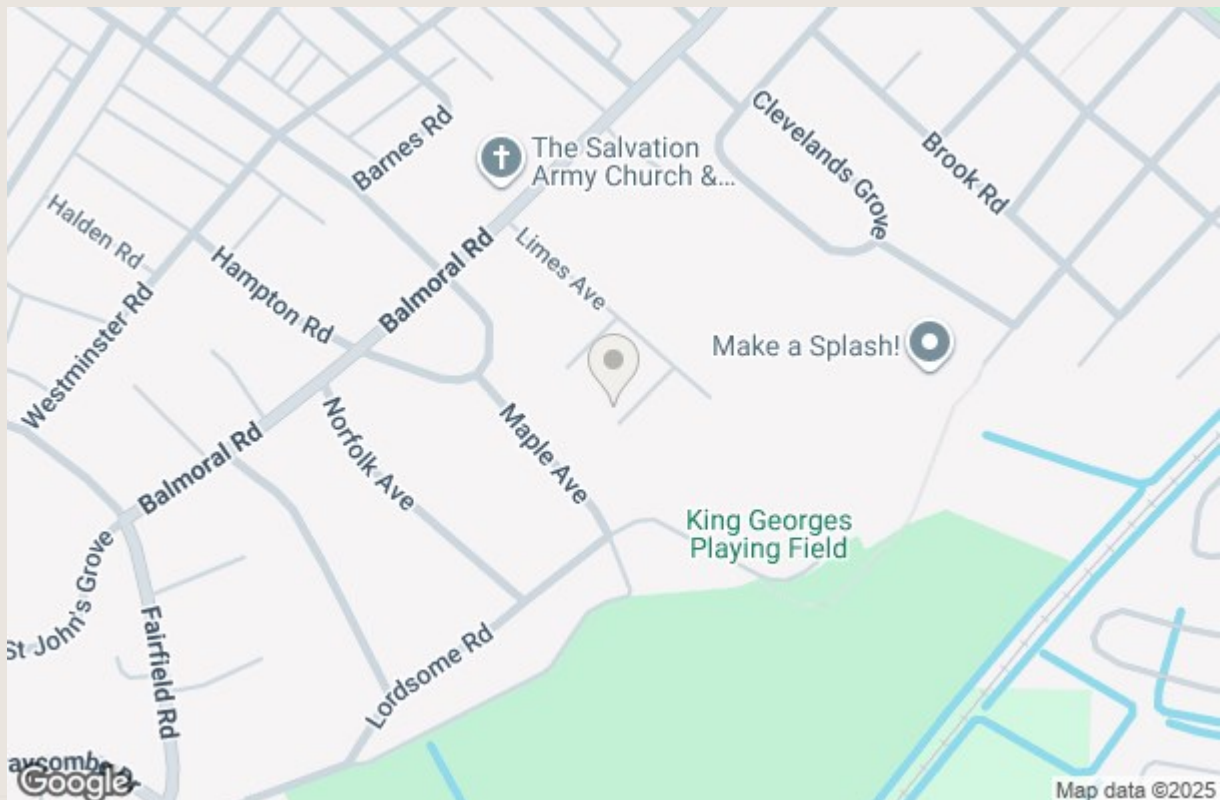 Barnes Rd
The Salvation
Army Church &...
Clevelands Grove
Brook Rd
Halden Rd
Hampton Rd
Balmoral Rd
Limes Ave
Westminster Rd
Make a Splash!
Norfolk Ave
Maple Ave
Balmoral Rd
King Georges
Playing Field
St John's Grove
Fairfield Rd
Lordsome Rd
Google
Map data ©2025